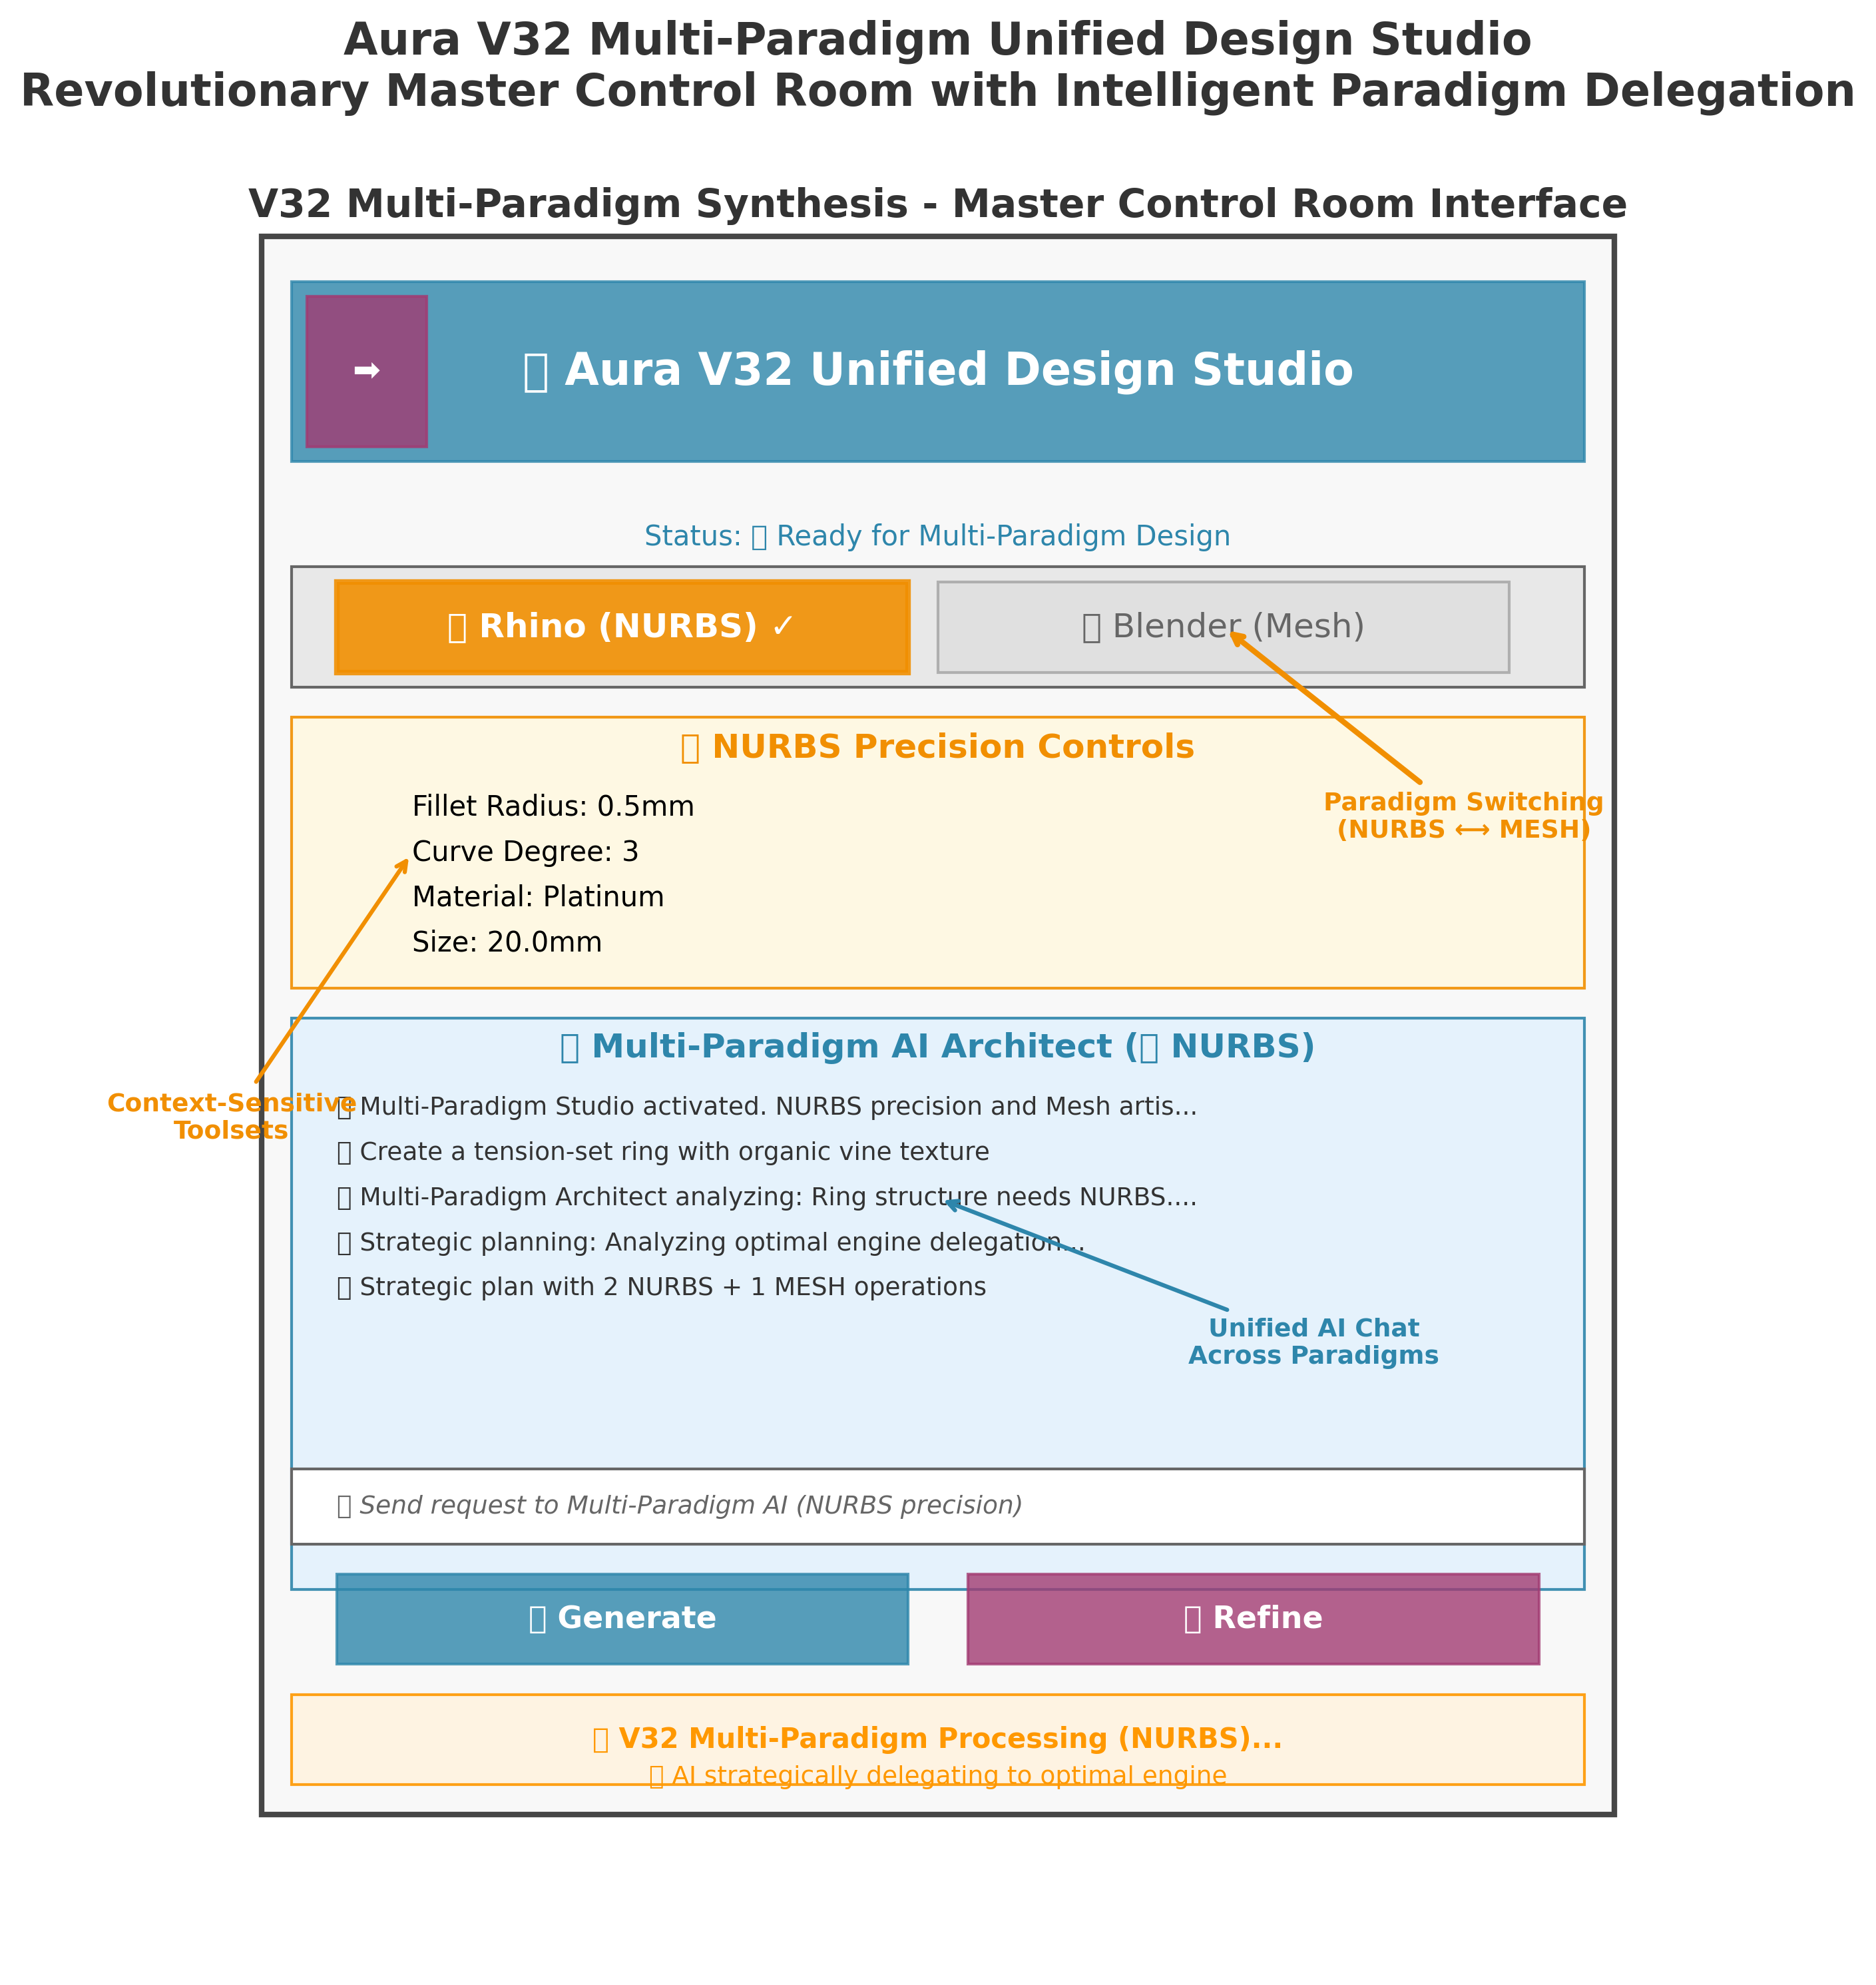 Aura V32 Multi-Paradigm Unified Design Studio
Revolutionary Master Control Room with Intelligent Paradigm Delegation
V32 Multi-Paradigm Synthesis - Master Control Room Interface
➡
Aura V32 Unified Design Studio
Status: Ready for Multi-Paradigm Design
Rhino (NURBS) ✓
Blender (Mesh)
NURBS Precision Controls
Fillet Radius: 0.5mm
Curve Degree: 3
Material: Platinum
Size: 20.0mm
Paradigm Switching
(NURBS ⟷ MESH)
Multi-Paradigm AI Architect (NURBS)
Context-Sensitive
Toolsets
Multi-Paradigm Studio activated. NURBS precision and Mesh artis...
Create a tension-set ring with organic vine texture
Multi-Paradigm Architect analyzing: Ring structure needs NURBS....
Strategic planning: Analyzing optimal engine delegation...
Strategic plan with 2 NURBS + 1 MESH operations
Unified AI Chat
Across Paradigms
Send request to Multi-Paradigm AI (NURBS precision)
Generate
Refine
V32 Multi-Paradigm Processing (NURBS)...
AI strategically delegating to optimal engine